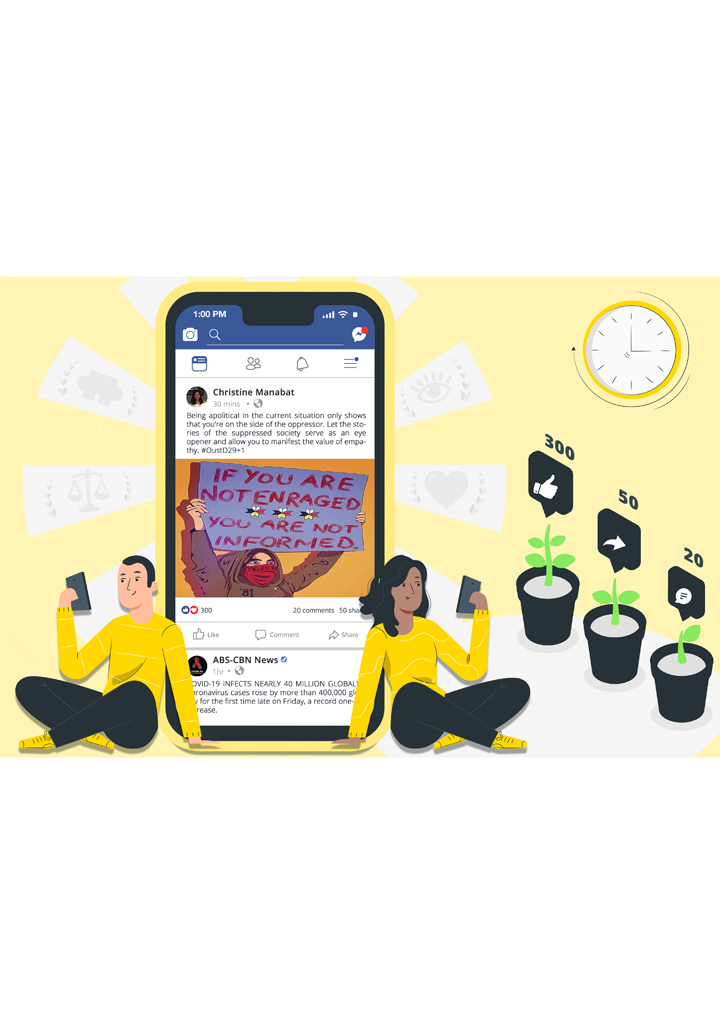 1:00 PM
Christine Manabat
30 mins
Being apolitical in the current situation only shows
that you're on the side of the oppressor. Let the sto-
ries of the suppressed society serve as an eye
opener and allow you to manifest the value of empa-
thy. #OustD29+1
IF YOU ARE
NOT ENRAGED
YOU ARE NOT
INFORMED.
'81
300
20 comments 50 shar
Like Comment Share
ABS-CBN News
1hr
OVID-19 INFECTS NEARLY 40 MILLION GLOBAL
oronavirus cases rose by more than 400,000 gl
y for the first time late on Friday, a record one-
crease.
300
50
20